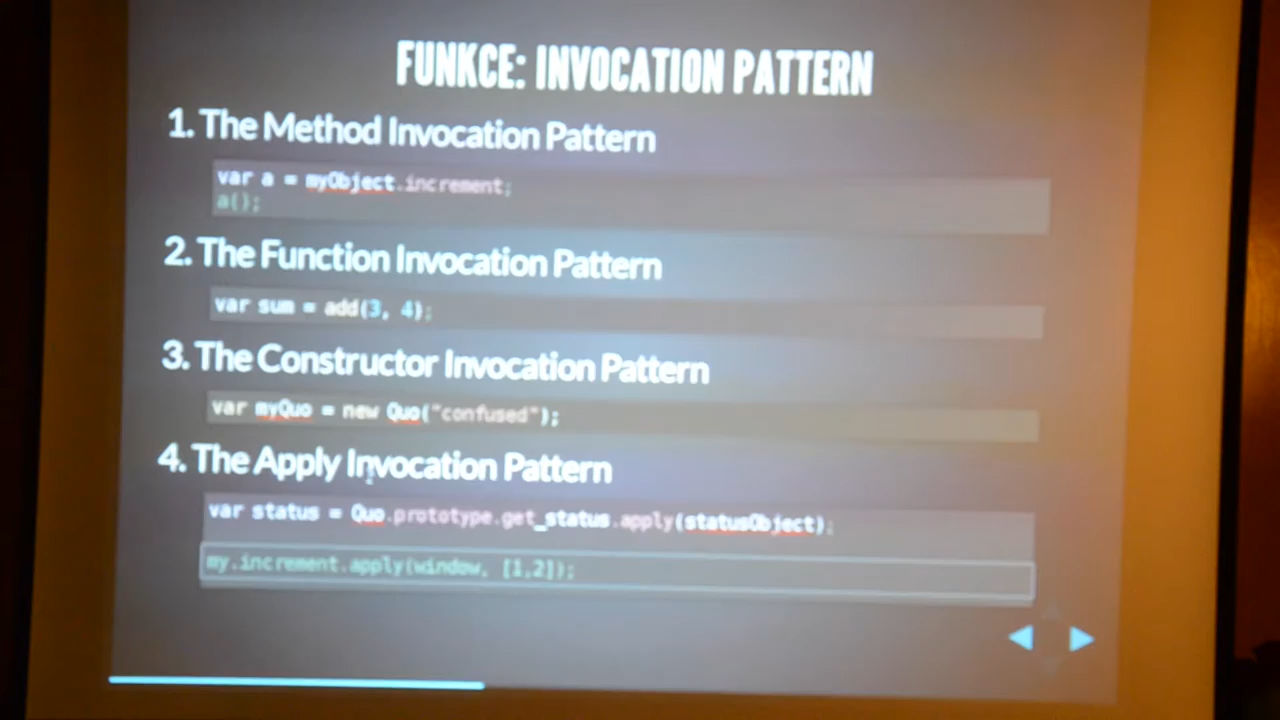 FUNKCE: INVOCATION PATTERN
1. The Method Invocation Pattern
var a = myObject.increment;
a();
2. The Function Invocation Pattern
var sum = add(3, 4);
3. The Constructor Invocation Pattern
var myQuo = new Quo("confused");
4. The Apply Invocation Pattern
var status = Quo.prototype.get_status.apply(statusObject);
my.increment.apply(window, [1,2]);